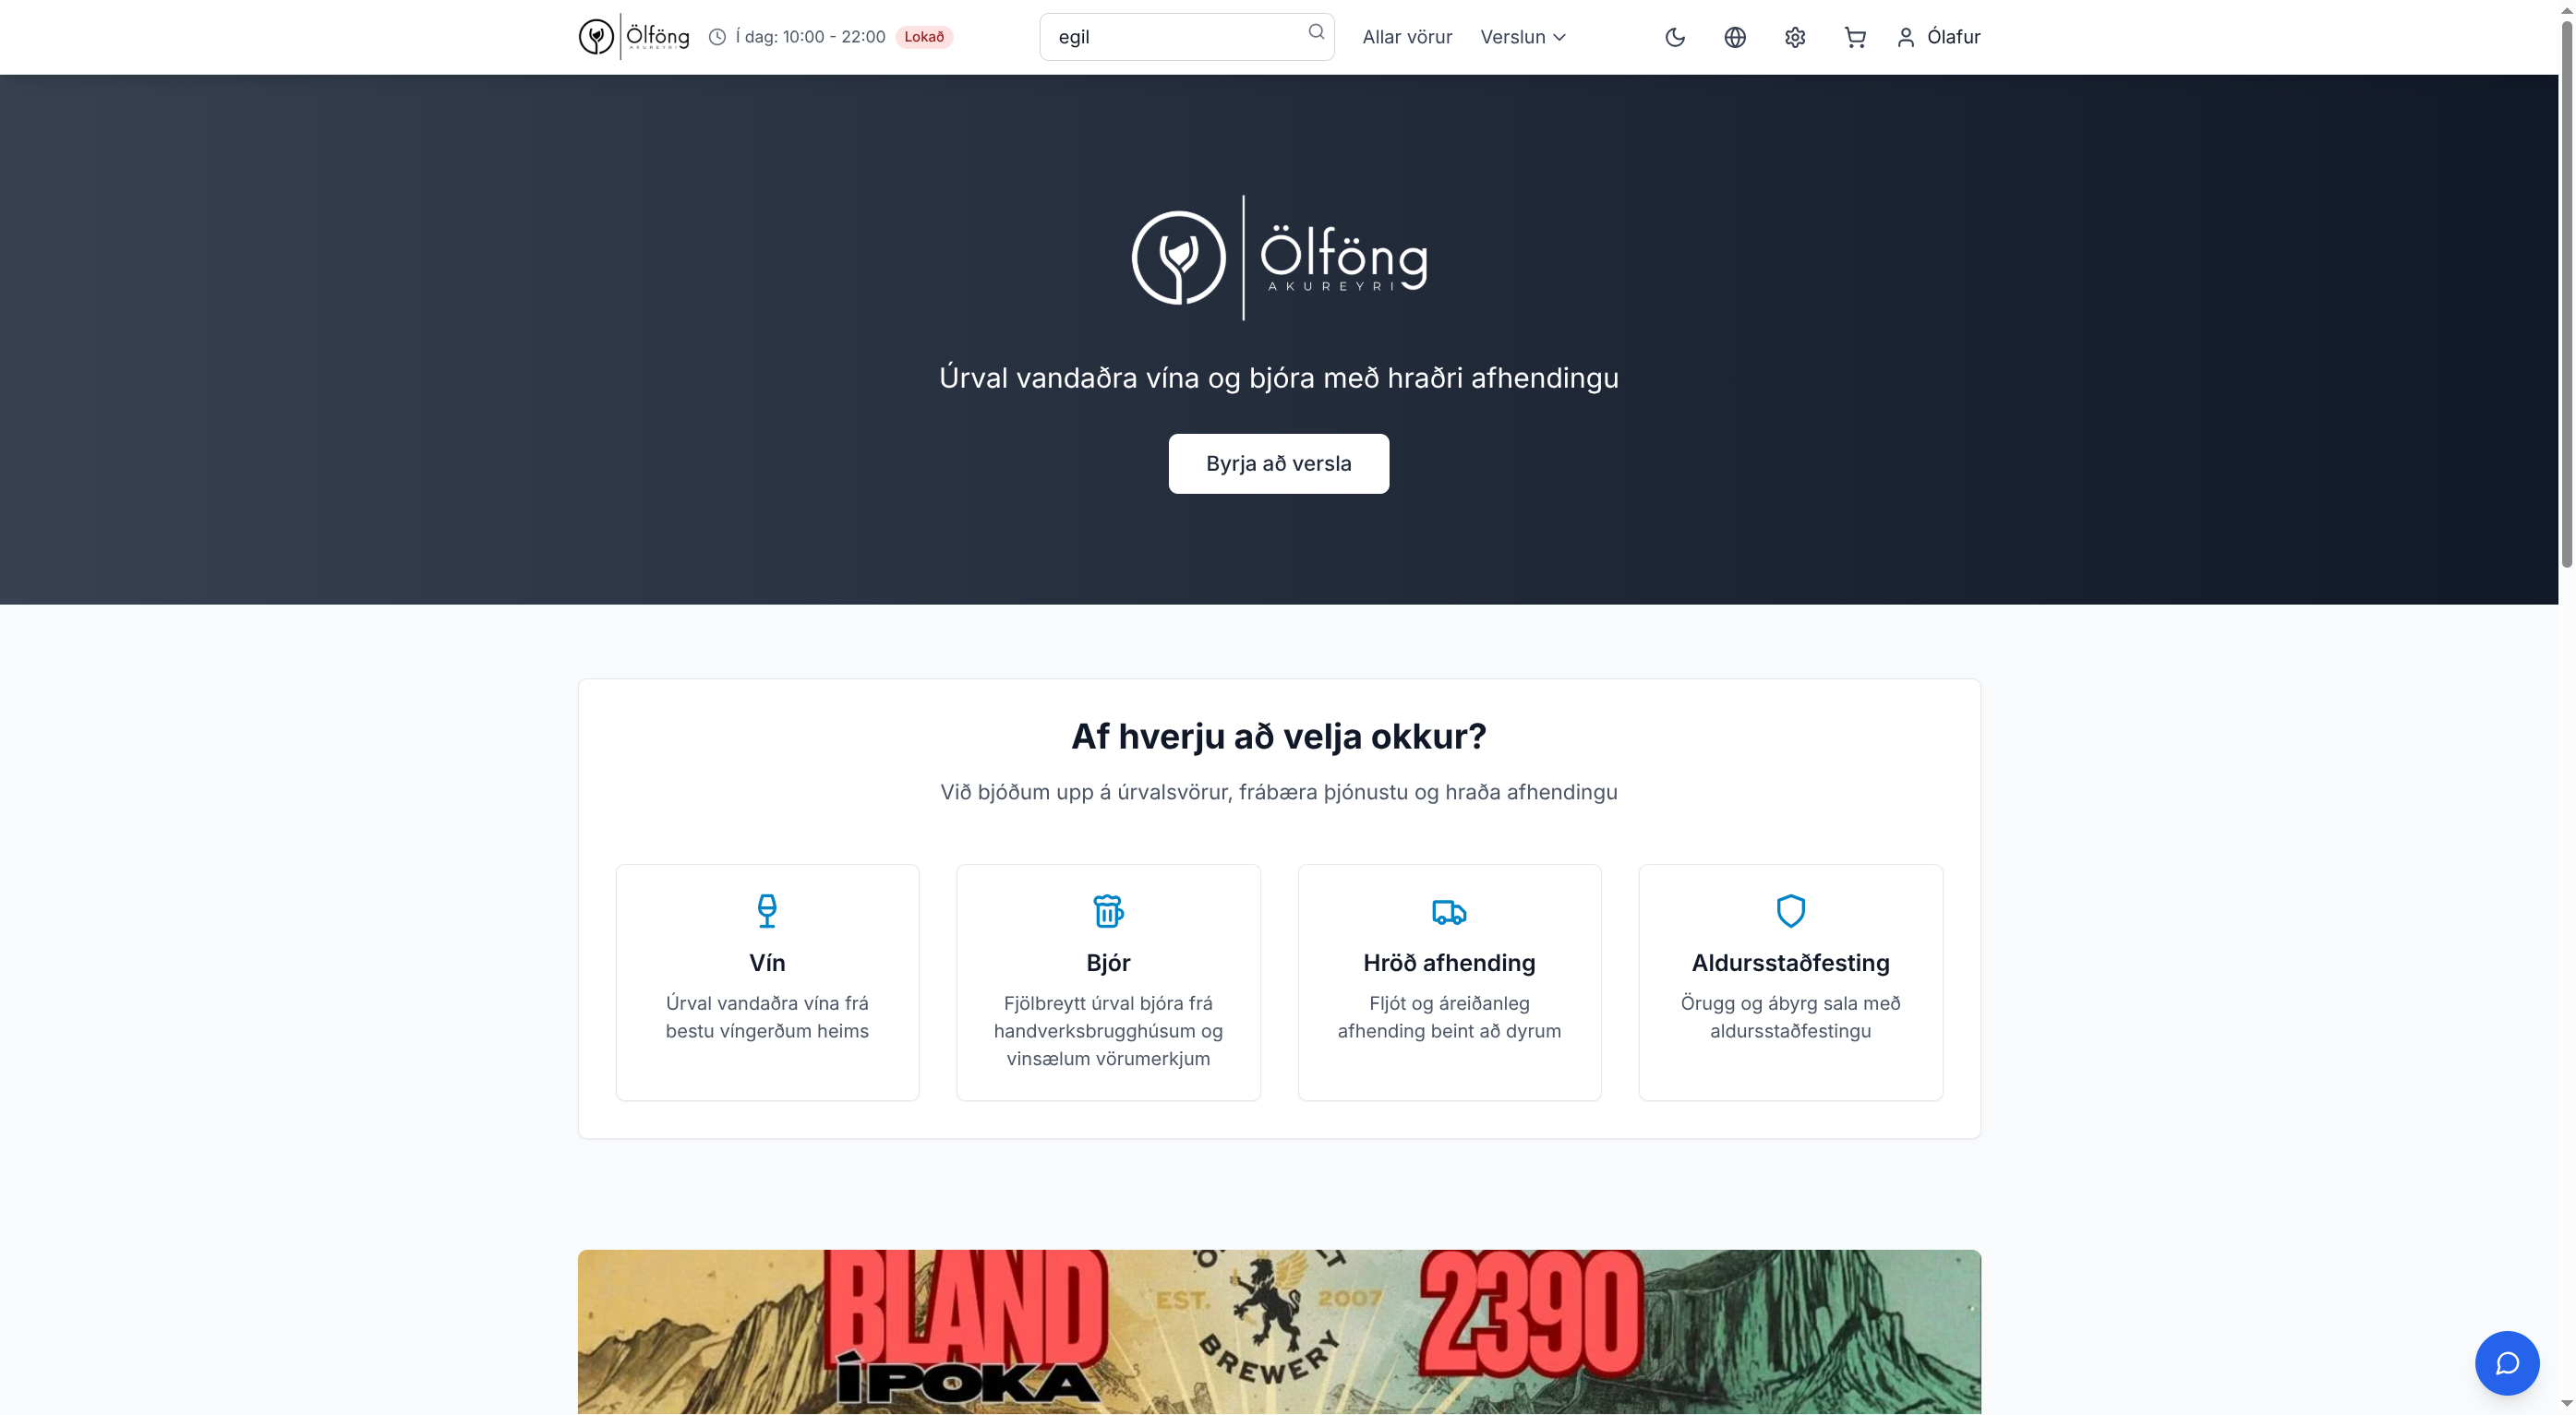 Ölföng
AKUREYRI
Í dag: 10:00 - 22:00
Lokað
egil
Allar vörur
Verslun
Ólafur
Ölföng
AKUREYRI
Úrval vandaðra vína og bjóra með hraðri afhendingu
Byrja að versla
Af hverju að velja okkur?
Við bjóðum upp á úrvalsvörur, frábæra þjónustu og hraða afhendingu
Vín
Úrval vandaðra vína frá
bestu víngerðum heims
Bjór
Fjölbreytt úrval bjóra frá
handverksbrugghúsum og
vinsælum vörumerkjum
Hröð afhending
Fljót og áreiðanleg
afhending beint að dyrum
Aldursstaðfesting
Örugg og ábyrg sala með
aldursstaðfestingu
BLAND
ÍPOKA
EST. 2007
BREWERY
2390